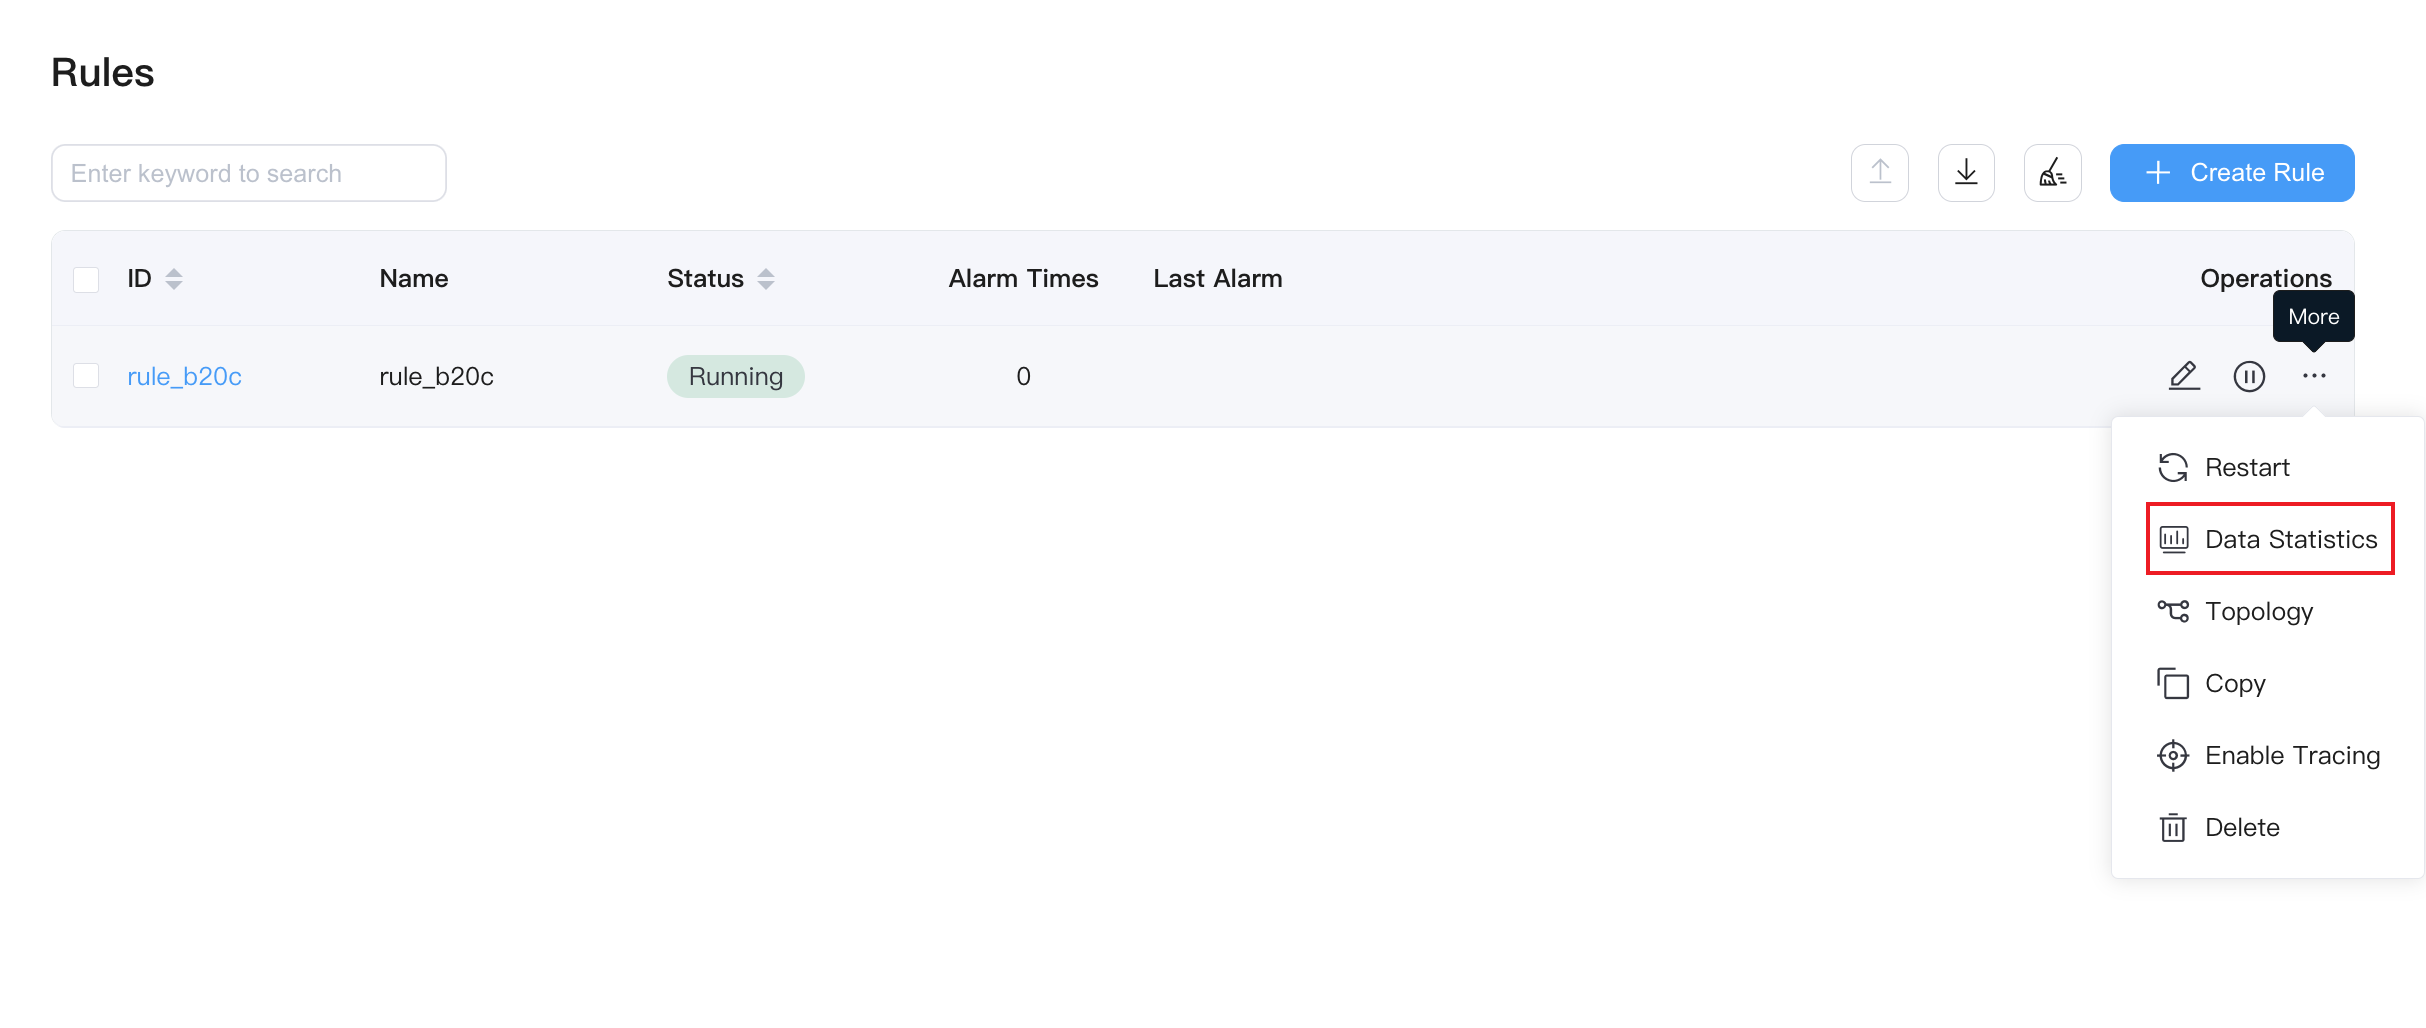 Rules
Enter keyword to search
Create Rule
ID Name Status Alarm Times Last Alarm Operations
More
rule_b20c rule_b20c Running 0
Restart
Data Statistics
Topology
Copy
Enable Tracing
Delete